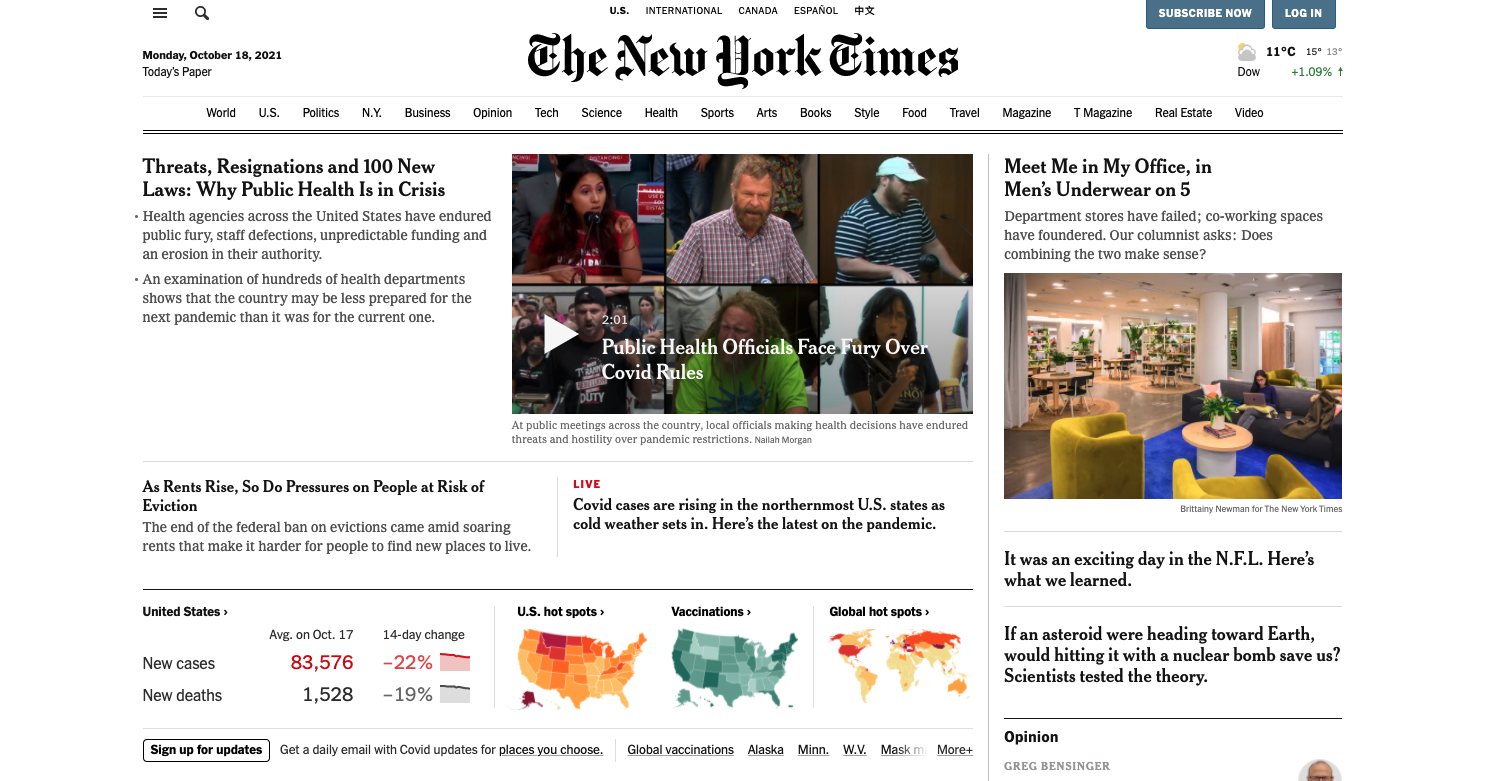 U.S. INTERNATIONAL CANADA ESPAÑOL 中文
SUBSCRIBE NOW LOG IN
Monday, October 18, 2021
Today's Paper
The New York Times
11°C 15° 13°
Dow +1.09% ↑
World U.S. Politics N.Y. Business Opinion Tech Science Health Sports Arts Books Style Food Travel Magazine T Magazine Real Estate Video
Threats, Resignations and 100 New
Laws: Why Public Health Is in Crisis
• Health agencies across the United States have endured
public fury, staff defections, unpredictable funding and
an erosion in their authority.
• An examination of hundreds of health departments
shows that the country may be less prepared for the
next pandemic than it was for the current one.
DISTANCING!
2:01
Public Health Officials Face Fury Over
Covid Rules
DUTY
At public meetings across the country, local officials making health decisions have endured
threats and hostility over pandemic restrictions. Nailah Morgan
As Rents Rise, So Do Pressures on People at Risk of
Eviction
The end of the federal ban on evictions came amid soaring
rents that make it harder for people to find new places to live.
LIVE
Covid cases are rising in the northernmost U.S. states as
cold weather sets in. Here's the latest on the pandemic.
United States ›
Avg. on Oct. 17 14-day change
New cases 83,576 –22%
New deaths 1,528 –19%
U.S. hot spots ›
Vaccinations ›
Global hot spots ›
Sign up for updates Get a daily email with Covid updates for places you choose. Global vaccinations Alaska Minn. W.V. Mask m More+
Meet Me in My Office, in
Men's Underwear on 5
Department stores have failed; co-working spaces
have foundered. Our columnist asks: Does
combining the two make sense?
Brittainy Newman for The New York Times
It was an exciting day in the N.F.L. Here's
what we learned.
If an asteroid were heading toward Earth,
would hitting it with a nuclear bomb save us?
Scientists tested the theory.
Opinion
GREG BENSINGER